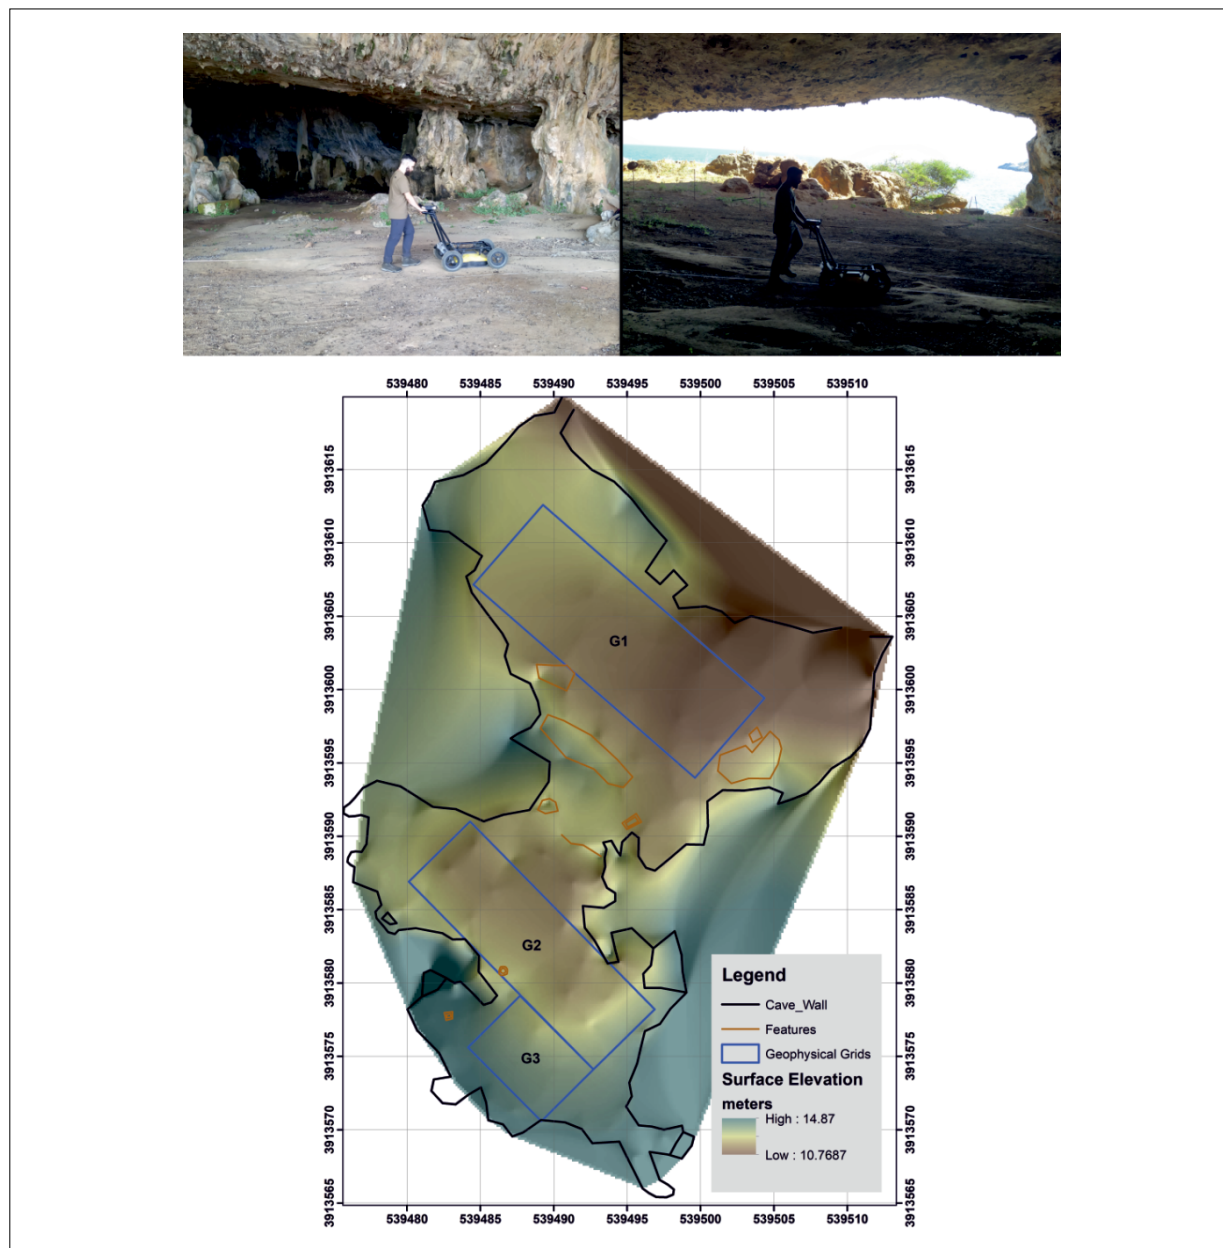 539480 539485 539490 539495 539500 539505 539510
3913615 3913615
3913610 3913610
3913605 3913605
G1
3913600 3913600
3913595 3913595
3913590 3913590
3913585 3913585
G2
3913580 3913580
Legend
Cave_Wall
Features
3913575 3913575
G3
Geophysical Grids
Surface Elevation
meters
High : 14.87
3913570 3913570
Low : 10.7687
3913565 3913565
539480 539485 539490 539495 539500 539505 539510